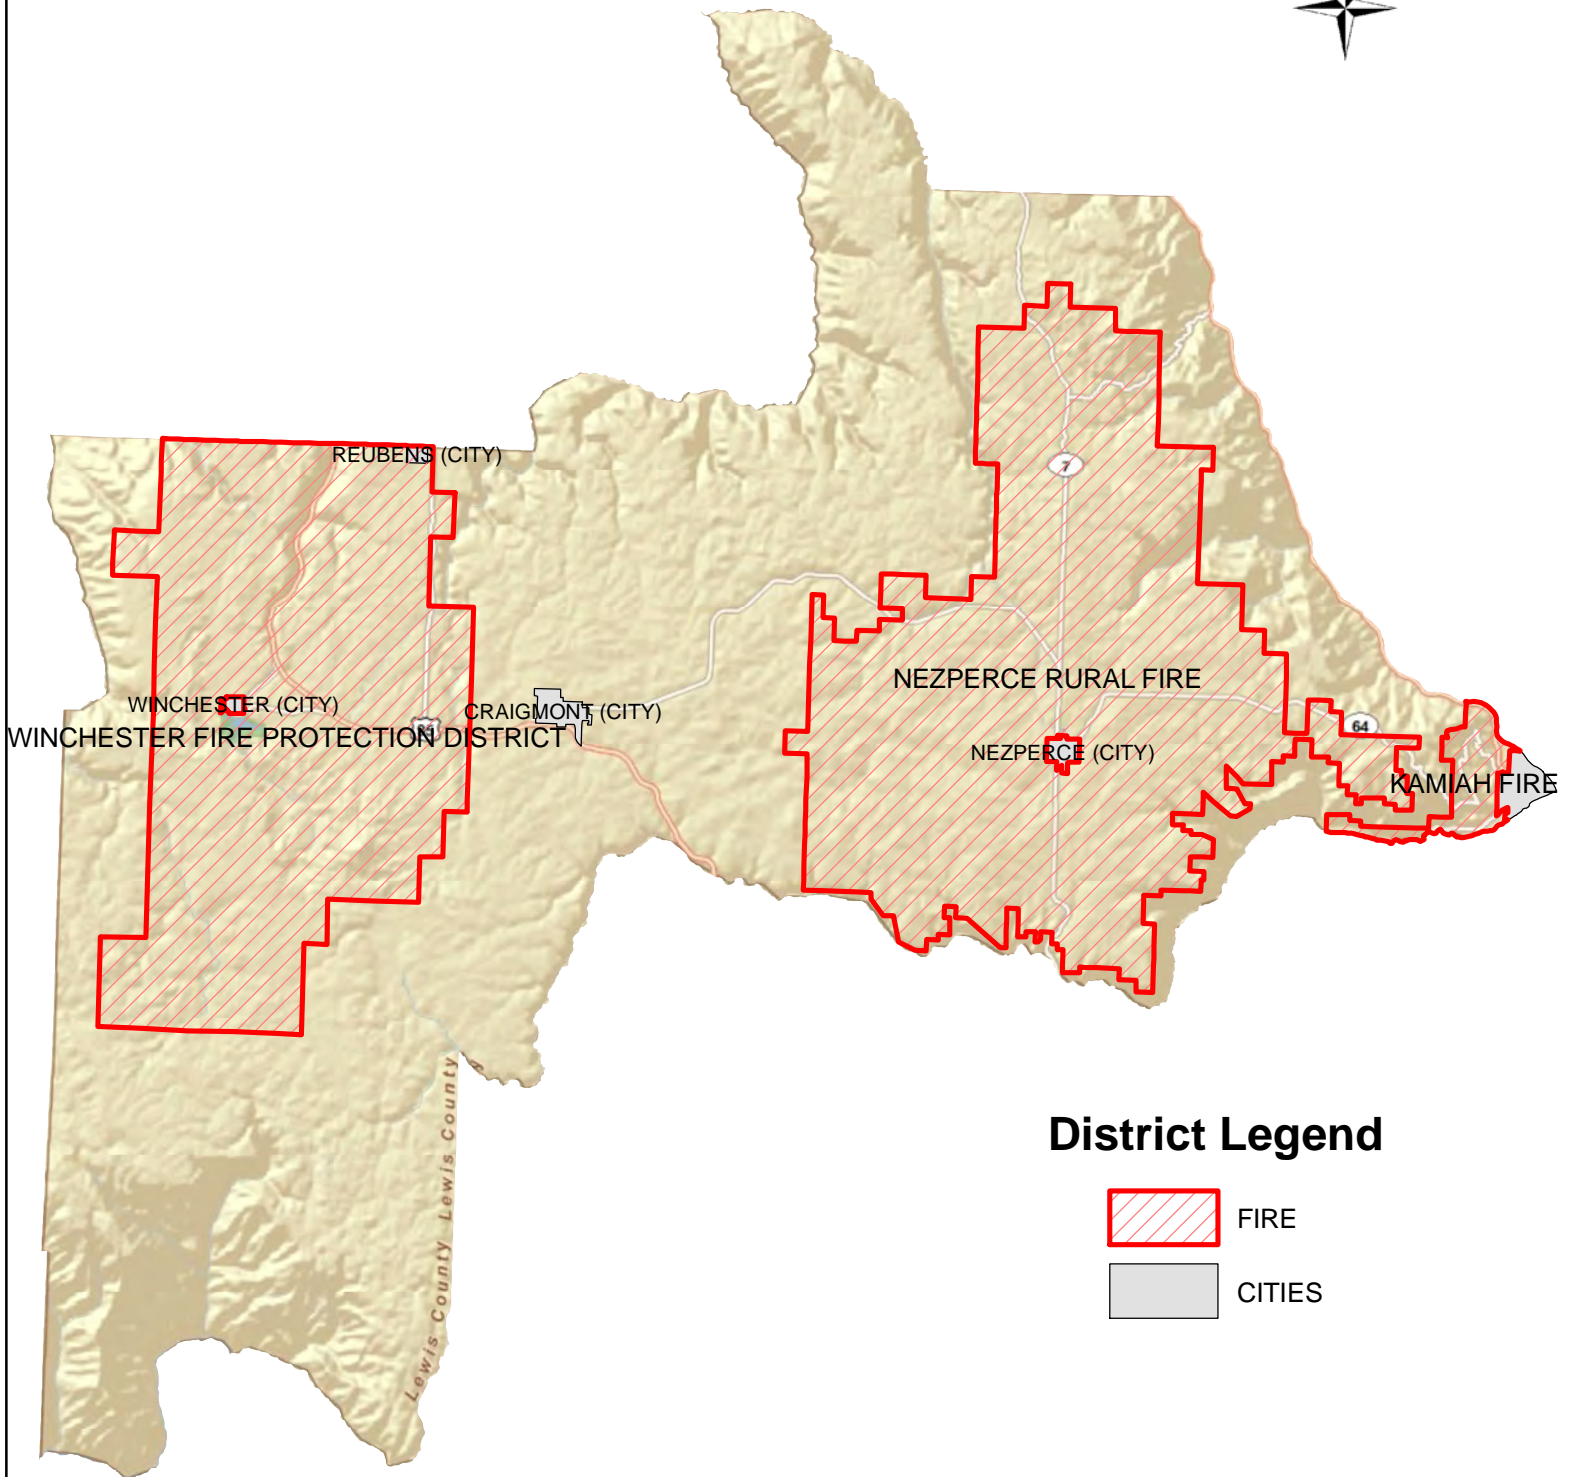 REUBENS (CITY)
7
NEZPERCE RURAL FIRE
WINCHESTER (CITY)
CRAIGMONT (CITY)
64
WINCHESTER FIRE PROTECTION DISTRICT
NEZPERCE (CITY)
KAMIAH FIRE
Lewis County Lewis County
District Legend
FIRE
CITIES